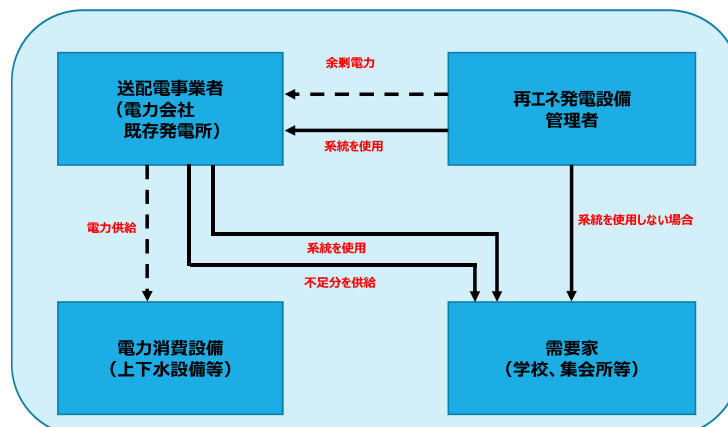 余剰電力
送配電事業者
（電力会社
既存発電所）
再エネ発電設備
管理者
系統を使用
電力供給
系統を使用しない場合
系統を使用
不足分を供給
電力消費設備
（上下水設備等）
需要家
（学校、集会所等）